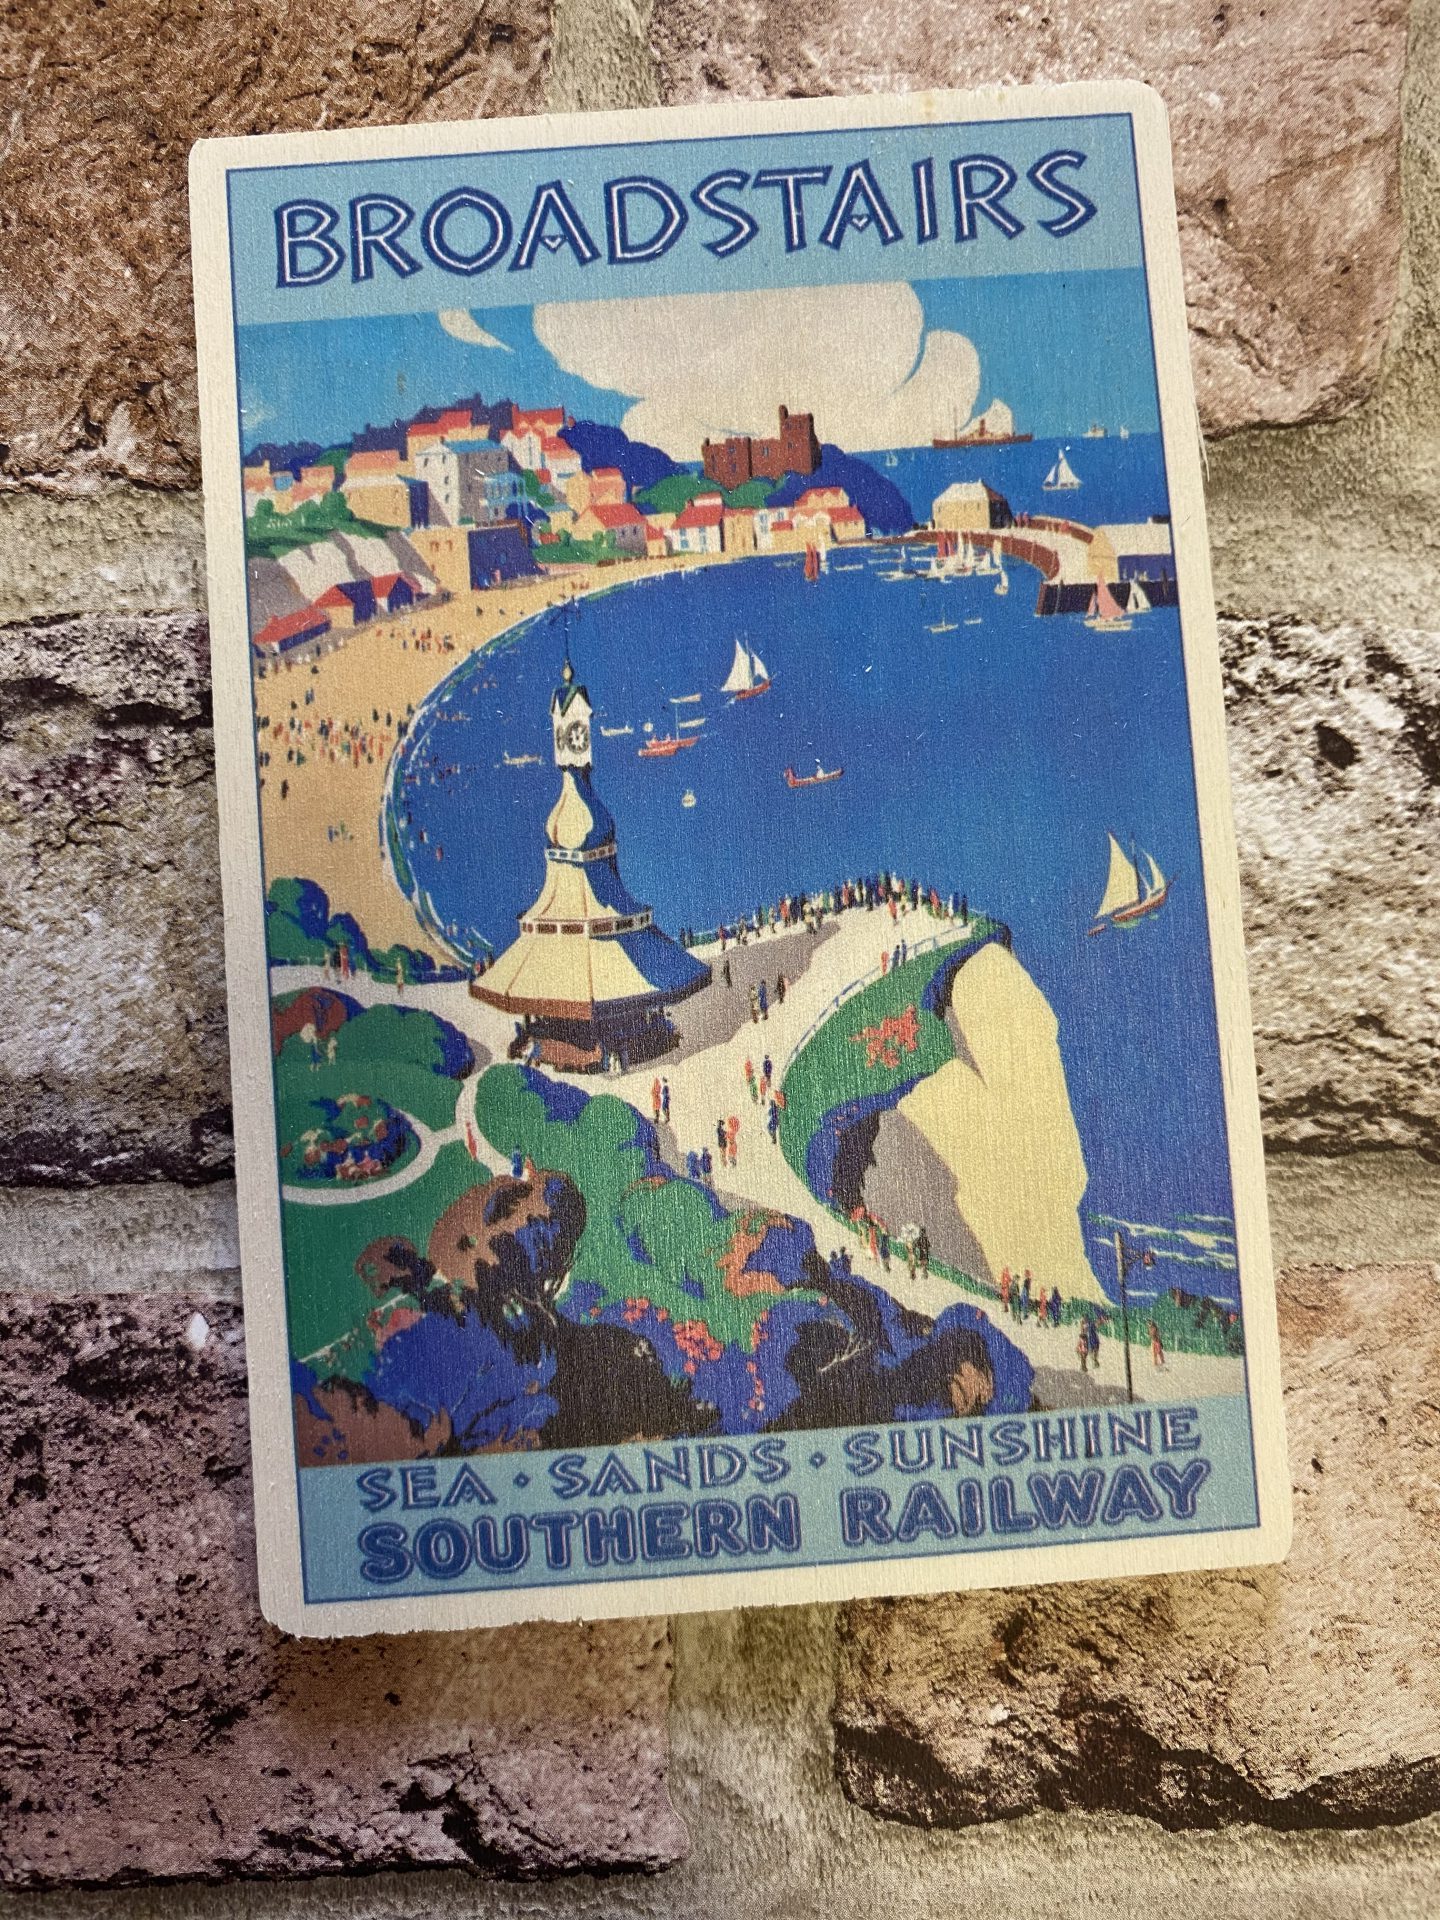 BROADSTAIRS
SEA · SANDS · SUNSHINE
SOUTHERN RAILWAY